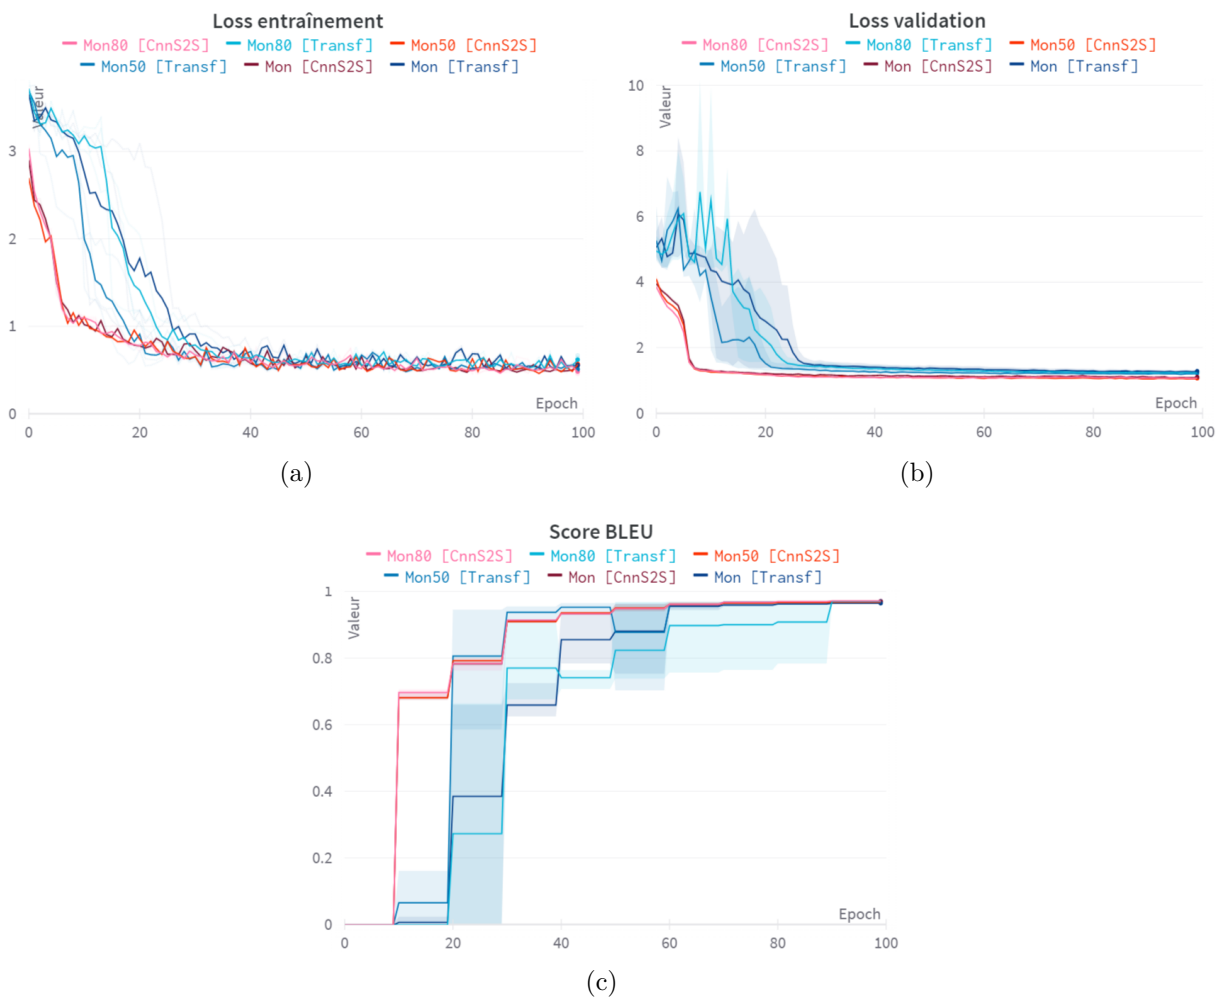 Loss entraînement
Mon80 [CnnS2S] Mon80 [Transf] Mon50 [CnnS2S]
Mon50 [Transf] Mon [CnnS2S] Mon [Transf]
Valeur
3
2
1
0
Epoch
0 20 40 60 80 100
(a)
Loss validation
Mon80 [CnnS2S] Mon80 [Transf] Mon50 [CnnS2S]
Mon50 [Transf] Mon [CnnS2S] Mon [Transf]
Valeur
10
8
6
4
2
0
Epoch
0 20 40 60 80 100
(b)
Score BLEU
Mon80 [CnnS2S] Mon80 [Transf] Mon50 [CnnS2S]
Mon50 [Transf] Mon [CnnS2S] Mon [Transf]
Valeur
1
0.8
0.6
0.4
0.2
0
Epoch
0 20 40 60 80 100
(c)